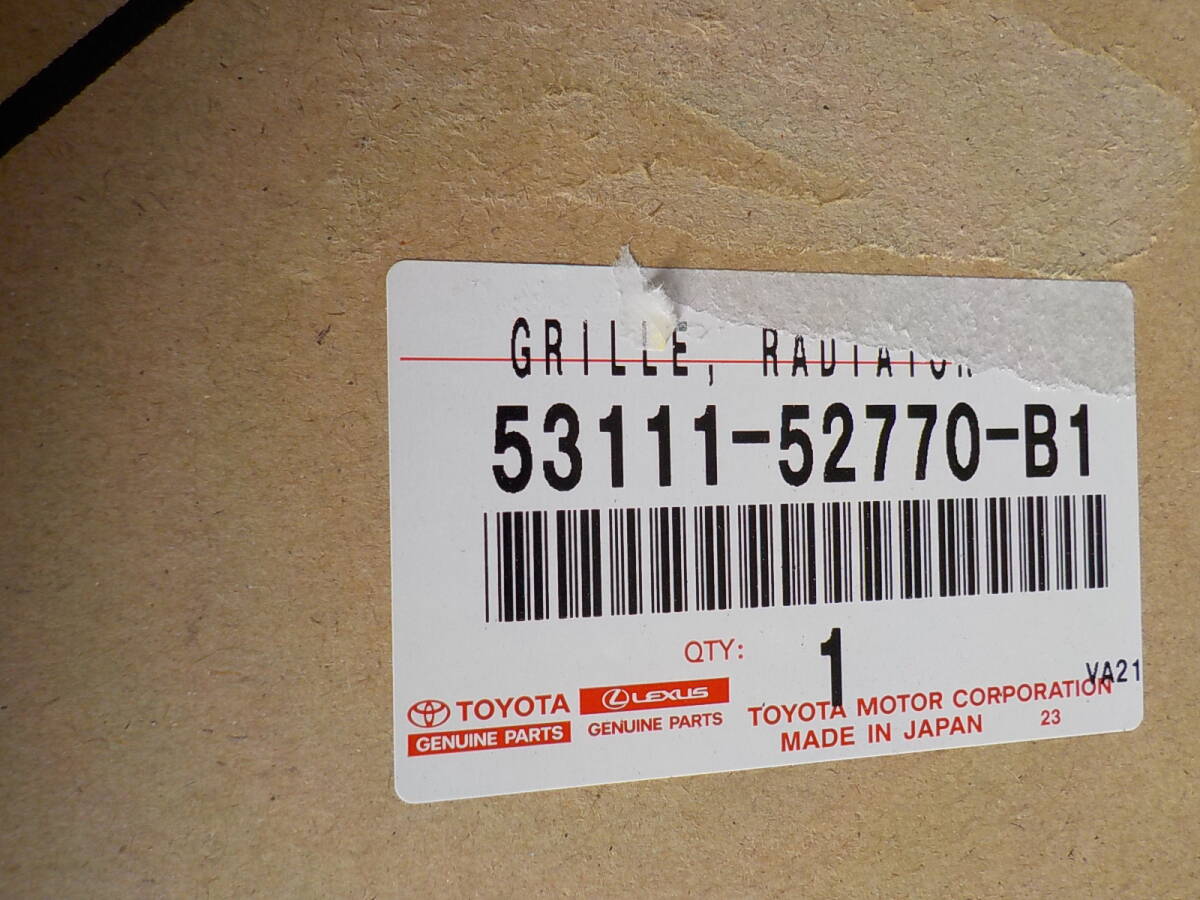 GRILLE, RADIATOR
53111-52770-B1
QTY: 1
VA21
TOYOTA
GENUINE PARTS
LEXUS
GENUINE PARTS
TOYOTA MOTOR CORPORATION
MADE IN JAPAN 23